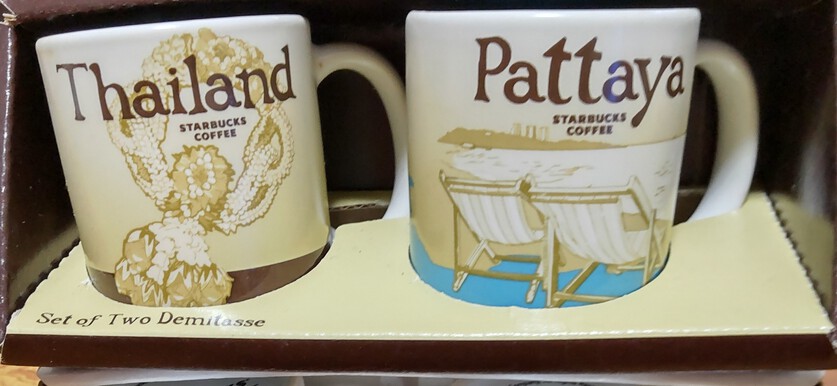 Thailand
STARBUCKS
COFFEE
Pattaya
STARBUCKS
COFFEE
Set of Two Demitasse